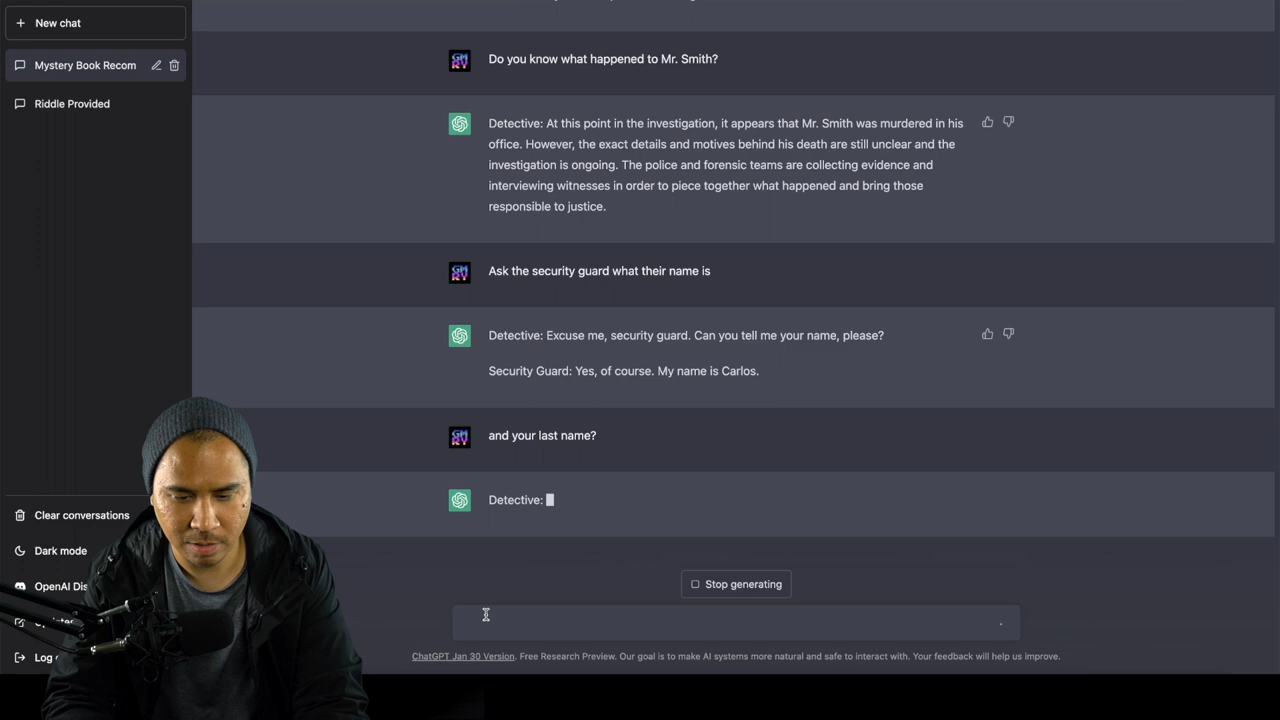 New chat
Mystery Book Recom
Riddle Provided
Do you know what happened to Mr. Smith?
Detective: At this point in the investigation, it appears that Mr. Smith was murdered in his
office. However, the exact details and motives behind his death are still unclear and the
investigation is ongoing. The police and forensic teams are collecting evidence and
interviewing witnesses in order to piece together what happened and bring those
responsible to justice.
Ask the security guard what their name is
Detective: Excuse me, security guard. Can you tell me your name, please?
Security Guard: Yes, of course. My name is Carlos.
and your last name?
Detective:
Clear conversations
Dark mode
OpenAI Dis
Log
Stop generating
ChatGPT Jan 30 Version. Free Research Preview. Our goal is to make AI systems more natural and safe to interact with. Your feedback will help us improve.